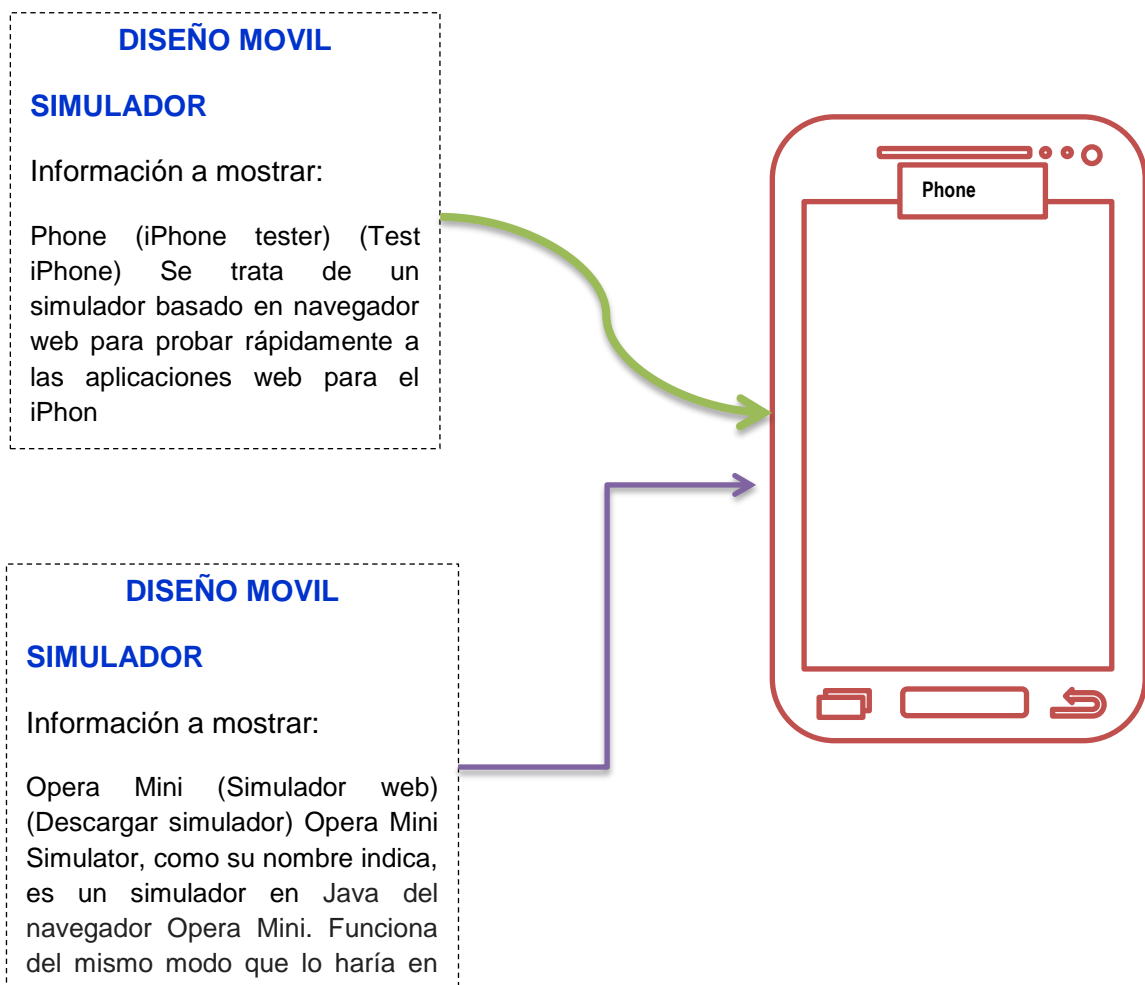 DISEÑO MOVIL
SIMULADOR
Información a mostrar:
Phone (iPhone tester) (Test
iPhone) Se trata de un
simulador basado en navegador
web para probar rápidamente a
las aplicaciones web para el
iPhon
Phone
DISEÑO MOVIL
SIMULADOR
Información a mostrar:
Opera Mini (Simulador web)
(Descargar simulador) Opera Mini
Simulator, como su nombre indica,
es un simulador en Java del
navegador Opera Mini. Funciona
del mismo modo que lo haría en